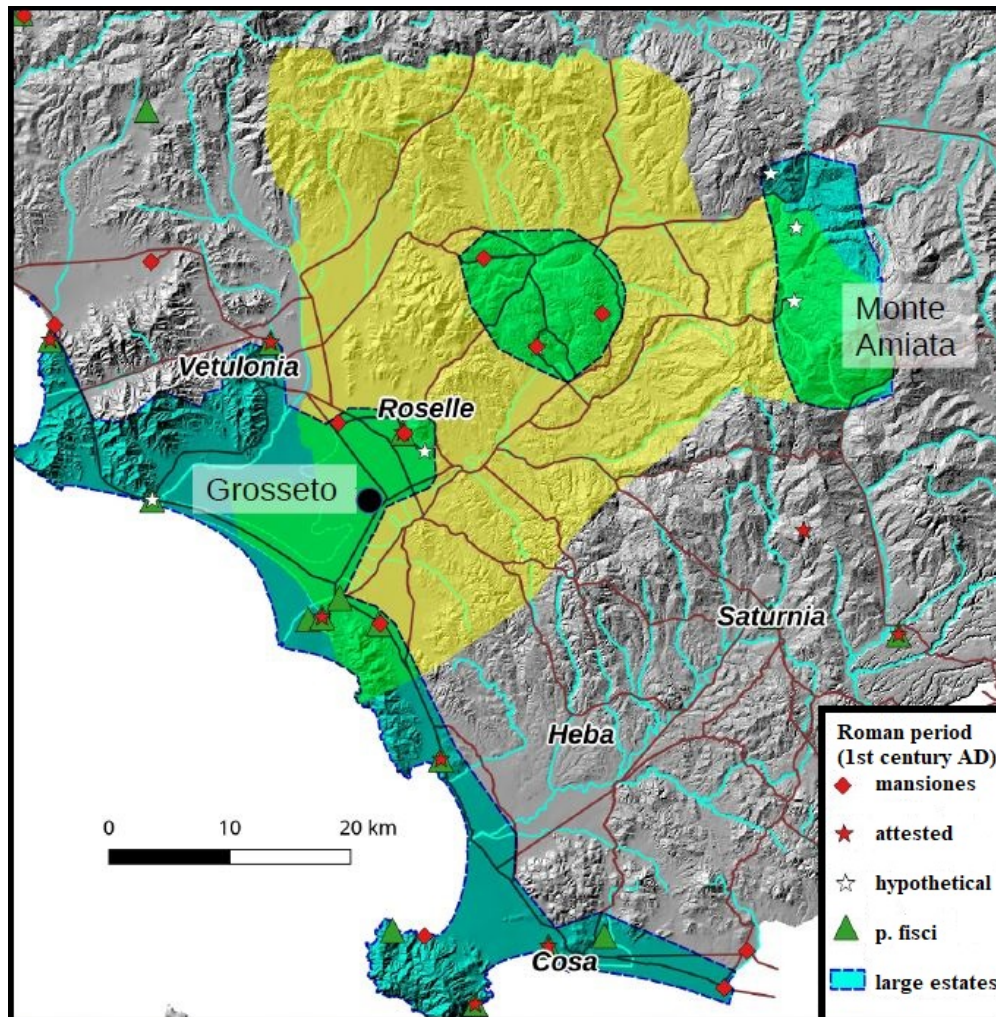 Monte
Amiata
Vetulonia
Roselle
Grosseto
Saturnia
Heba
Cosa
0 10 20 km
Roman period
(1st century AD)
mansiones
attested
hypothetical
p. fisci
large estates